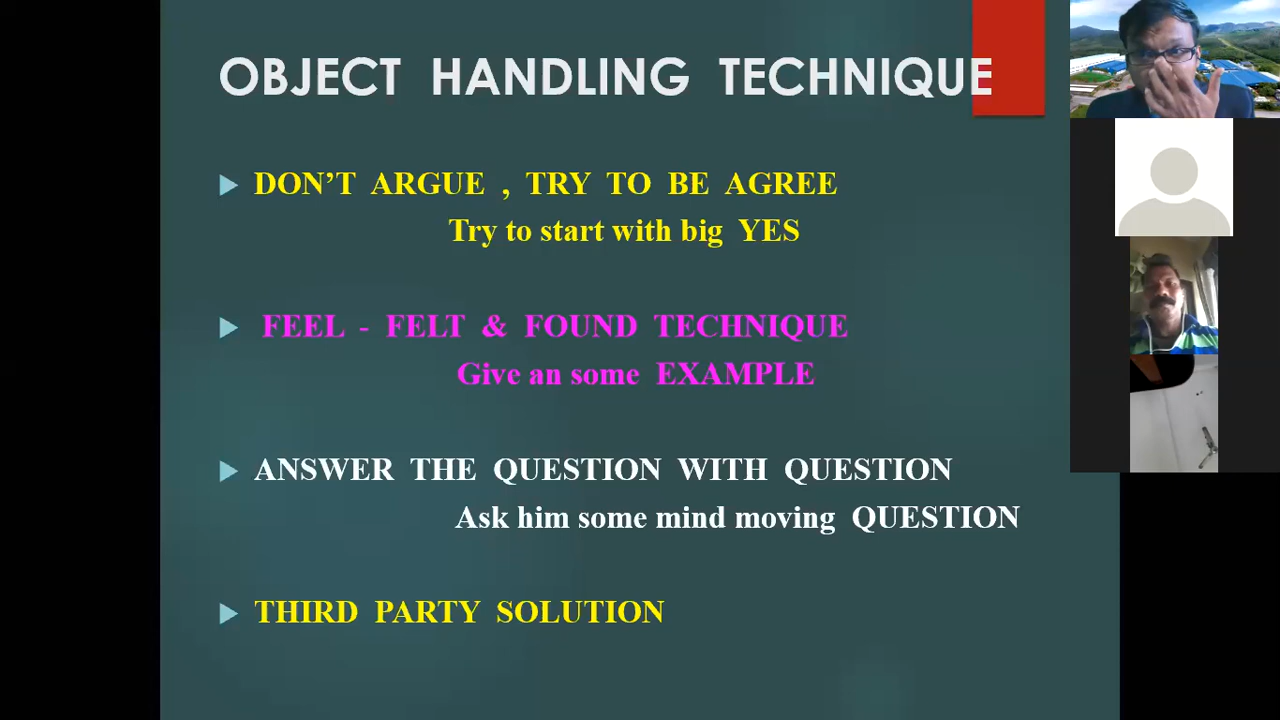 OBJECT HANDLING TECHNIQUE
DON'T ARGUE , TRY TO BE AGREE
Try to start with big YES
FEEL - FELT & FOUND TECHNIQUE
Give an some EXAMPLE
ANSWER THE QUESTION WITH QUESTION
Ask him some mind moving QUESTION
THIRD PARTY SOLUTION